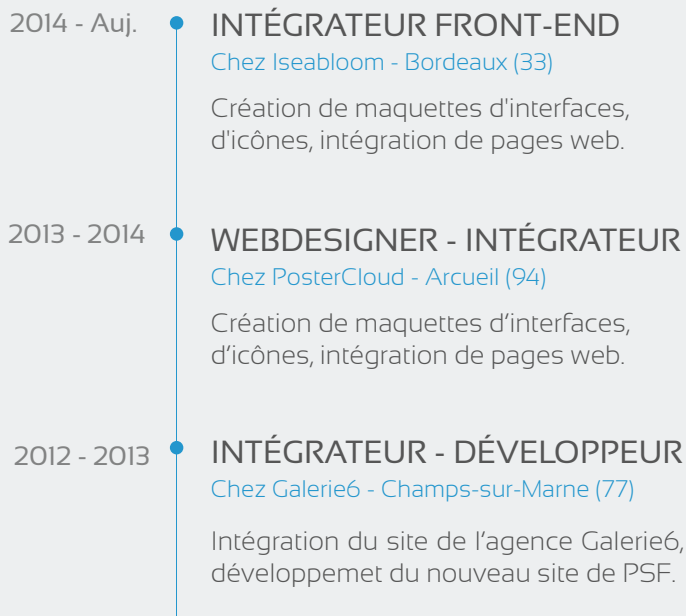 2014 - Auj.
INTÉGRATEUR FRONT-END
Chez Iseabloom - Bordeaux (33)
Création de maquettes d'interfaces,
d'icônes, intégration de pages web.
2013 - 2014
WEBDESIGNER - INTÉGRATEUR
Chez PosterCloud - Arcueil (94)
Création de maquettes d’interfaces,
d’icônes, intégration de pages web.
2012 - 2013
INTÉGRATEUR - DÉVELOPPEUR
Chez Galerie6 - Champs-sur-Marne (77)
Intégration du site de l’agence Galerie6,
développemet du nouveau site de PSF.